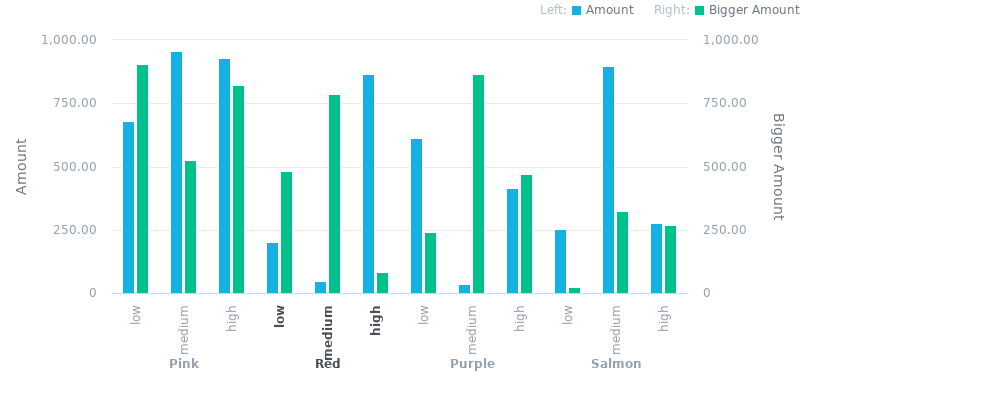 Left: Amount Right: Bigger Amount
1,000.00 1,000.00
750.00 750.00
500.00 500.00
250.00 250.00
0 0
Amount
Bigger Amount
low medium high low medium high low medium high low medium high
Pink Red Purple Salmon